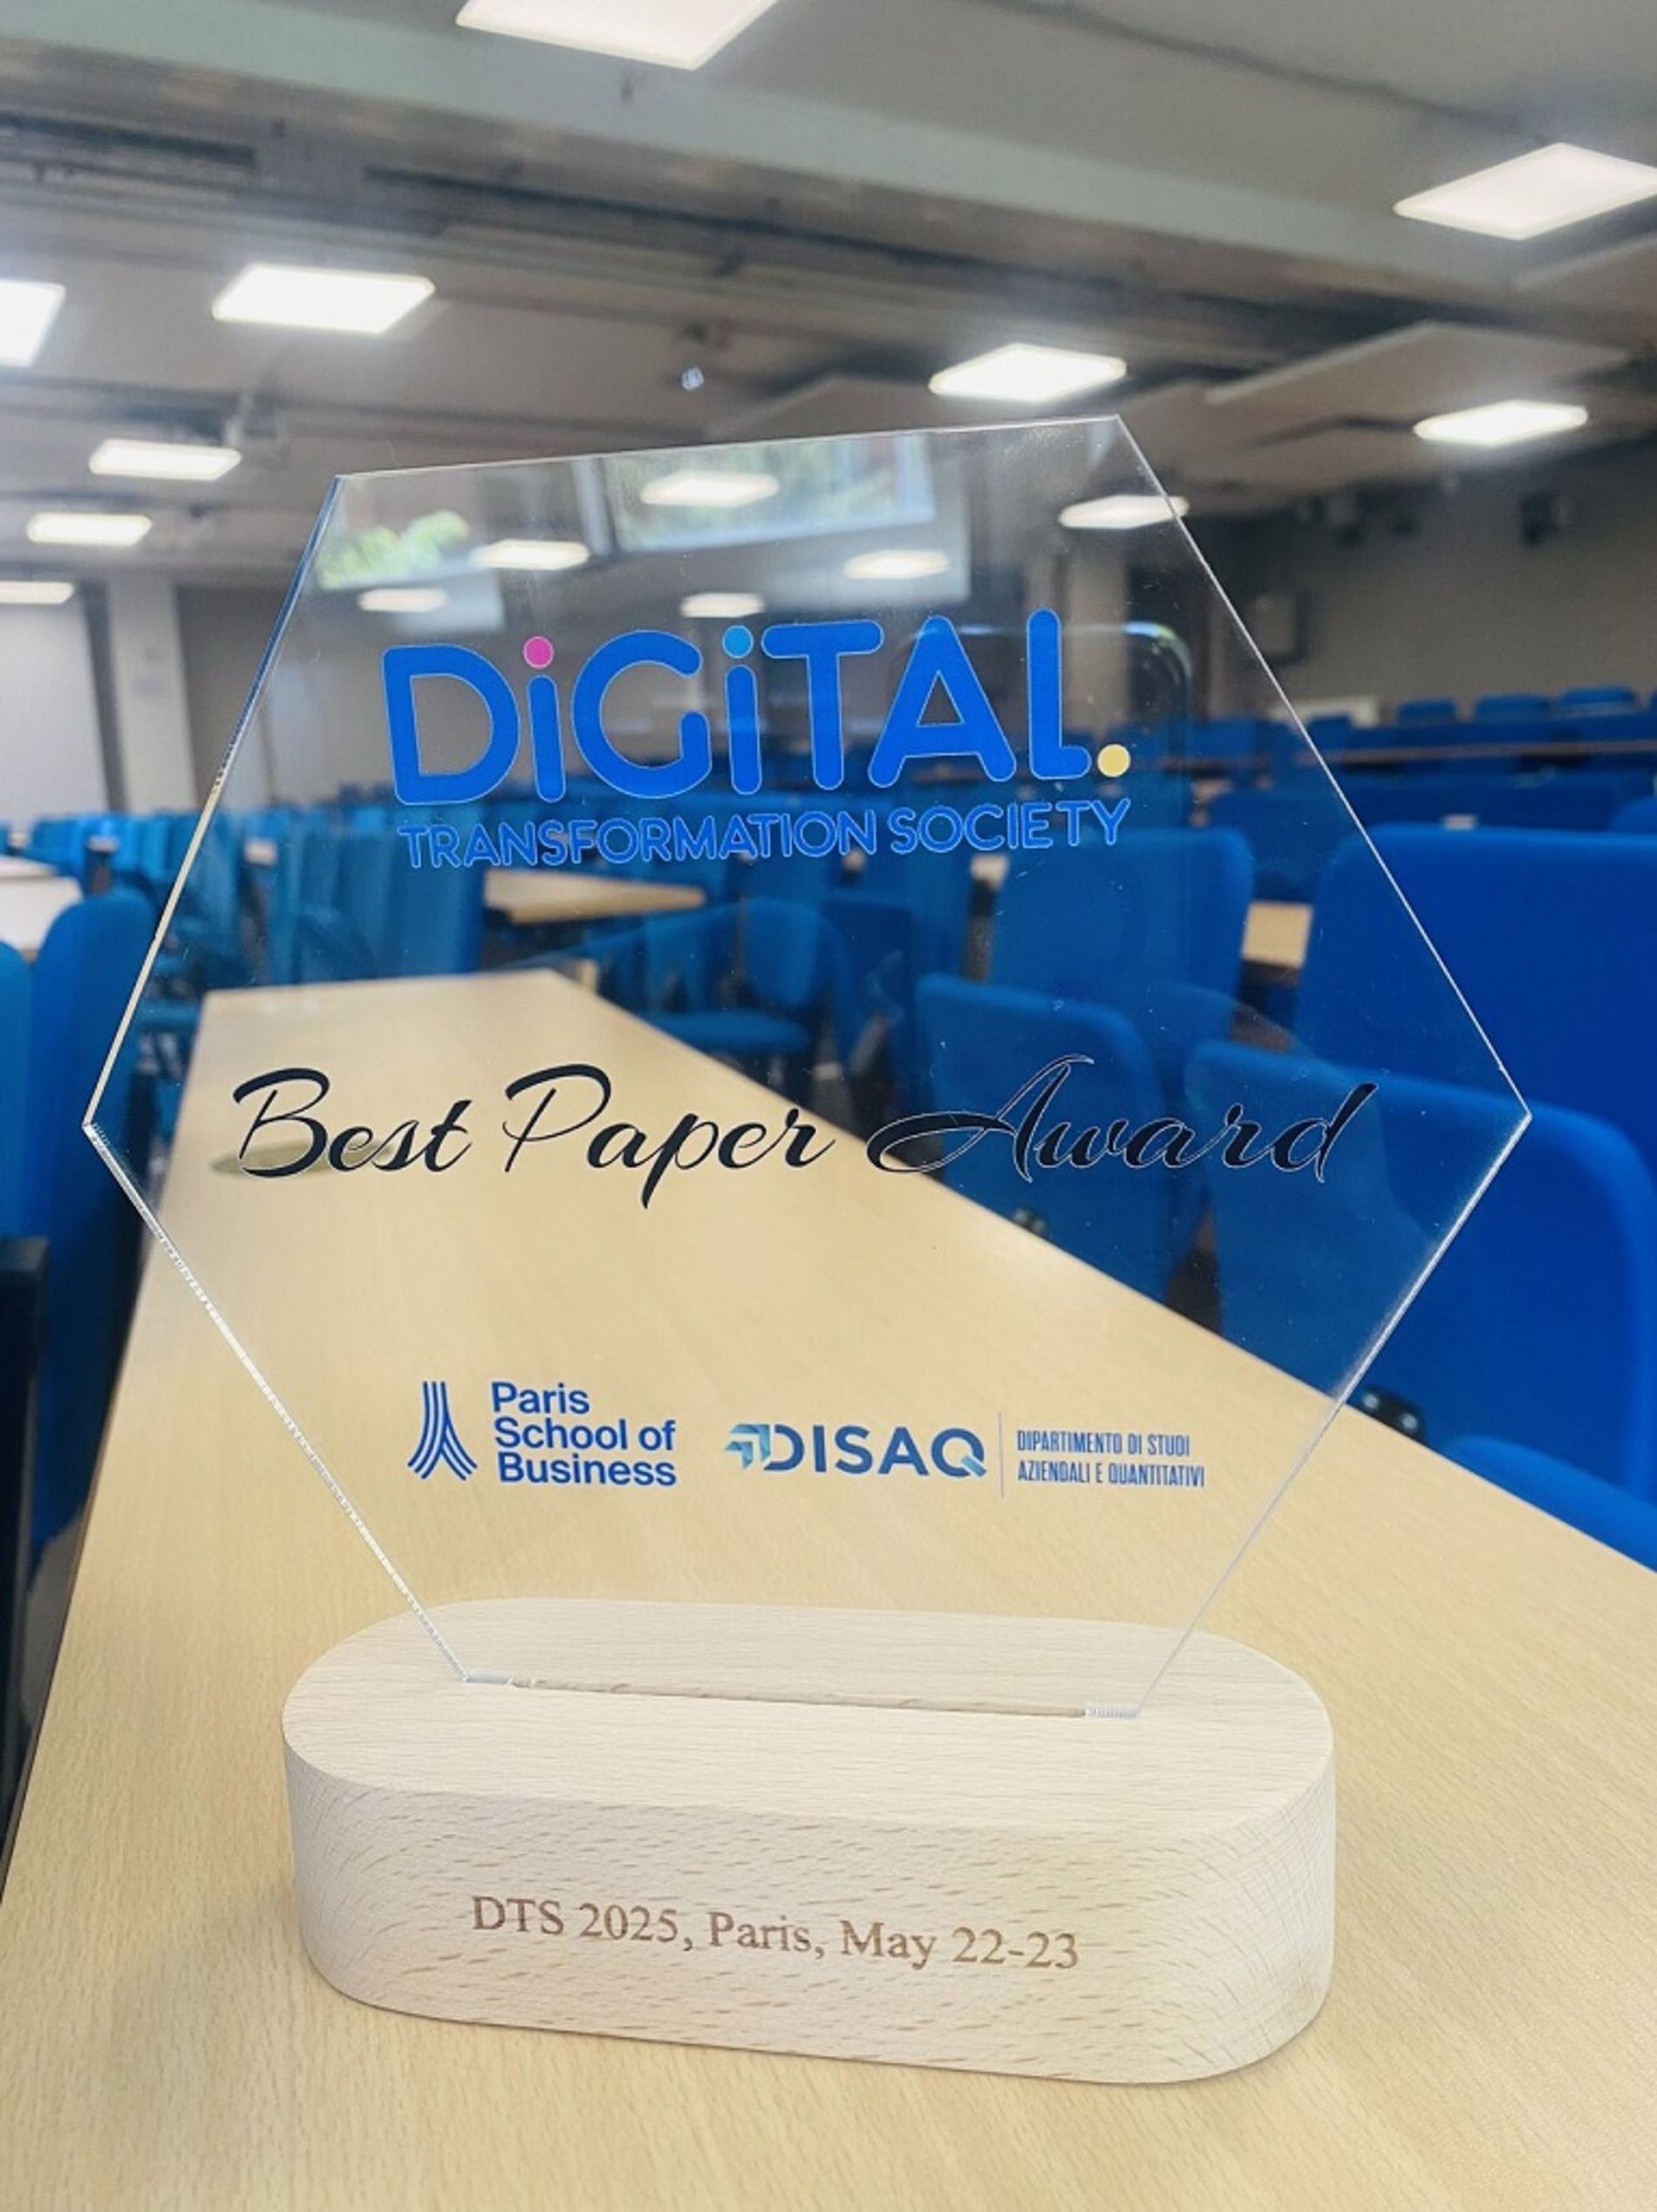 DiGiTAL.
TRANSFORMATION SOCIETY
Best Paper Award
Paris
School of
Business
DISAQ
DIPARTIMENTO DI STUDI
AZIENDALI E QUANTITATIVI
DTS 2025, Paris, May 22-23